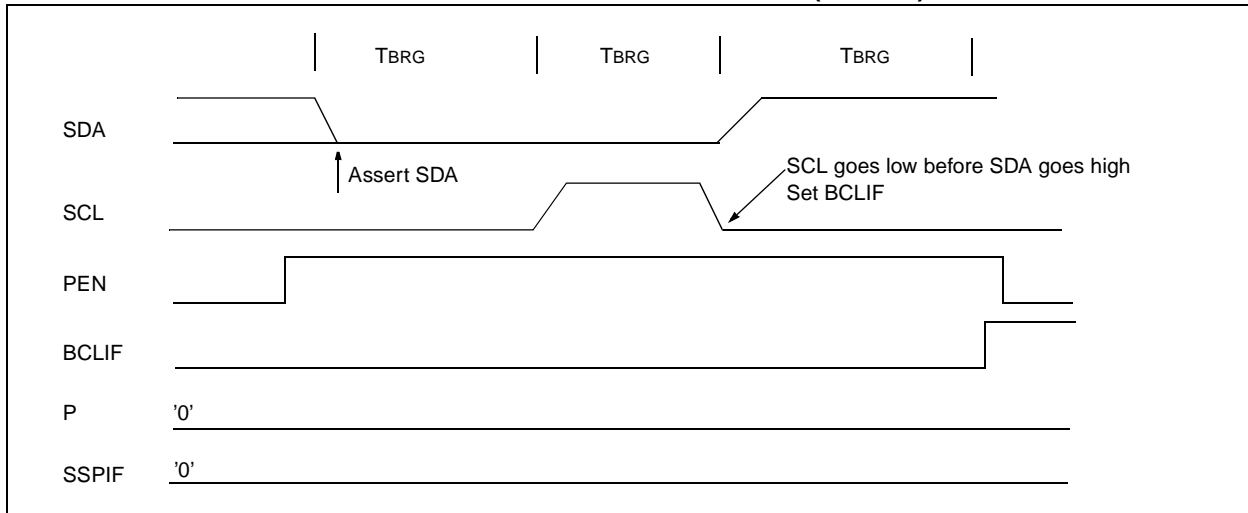 TBRG TBRG TBRG
SDA
Assert SDA
SCL goes low before SDA goes high
Set BCLIF
SCL
PEN
BCLIF
P '0'
SSPIF '0'